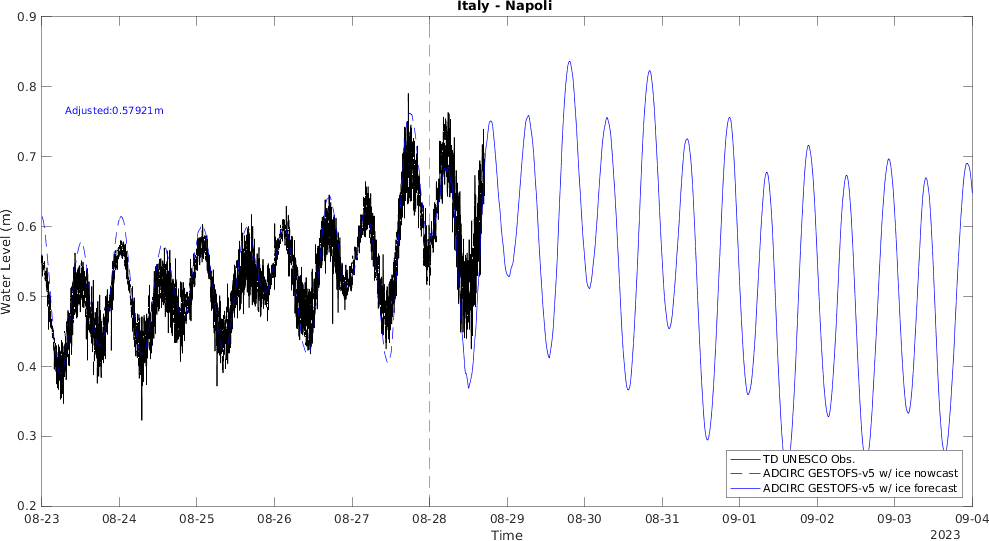 Italy - Napoli
Water Level (m)
0.9
0.8
0.7
0.6
0.5
0.4
0.3
0.2
Adjusted:0.57921m
TD UNESCO Obs.
ADCIRC GESTOFS-v5 w/ ice nowcast
ADCIRC GESTOFS-v5 w/ ice forecast
08-23 08-24 08-25 08-26 08-27 08-28 08-29 08-30 08-31 09-01 09-02 09-03 09-04
Time
2023